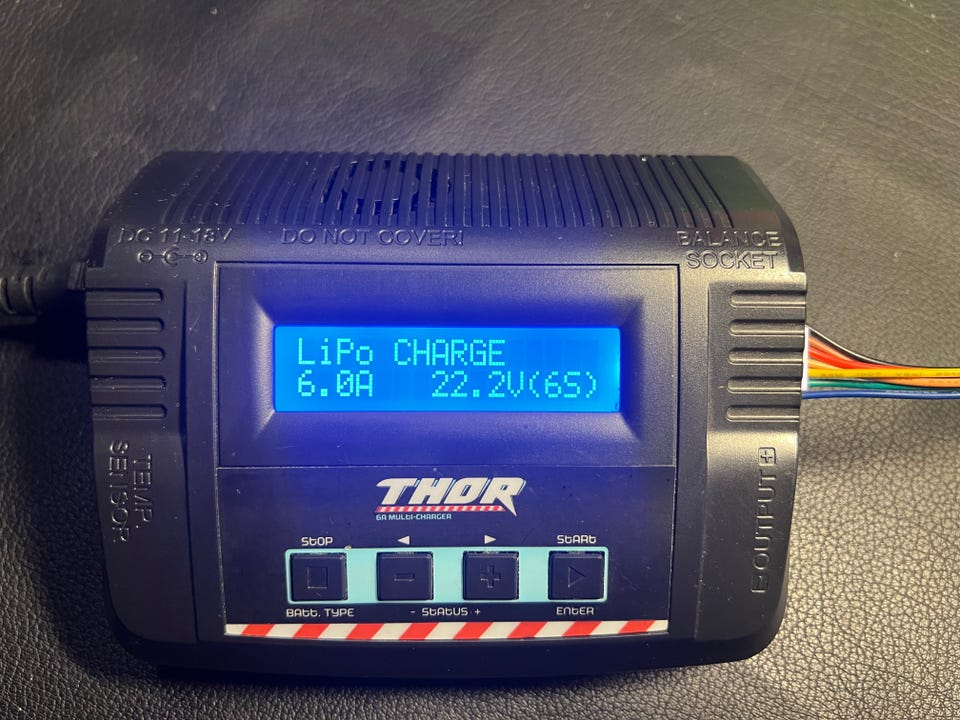 DC 11-18V
DO NOT COVER!
BALANCE
SOCKET
LiPo CHARGE
6.0A 22.2V(6S)
TEMP.
SENSOR
THOR
6A MULTI-CHARGER
OUTPUT
STOP
START
BATT. TYPE
- STATUS +
ENTER